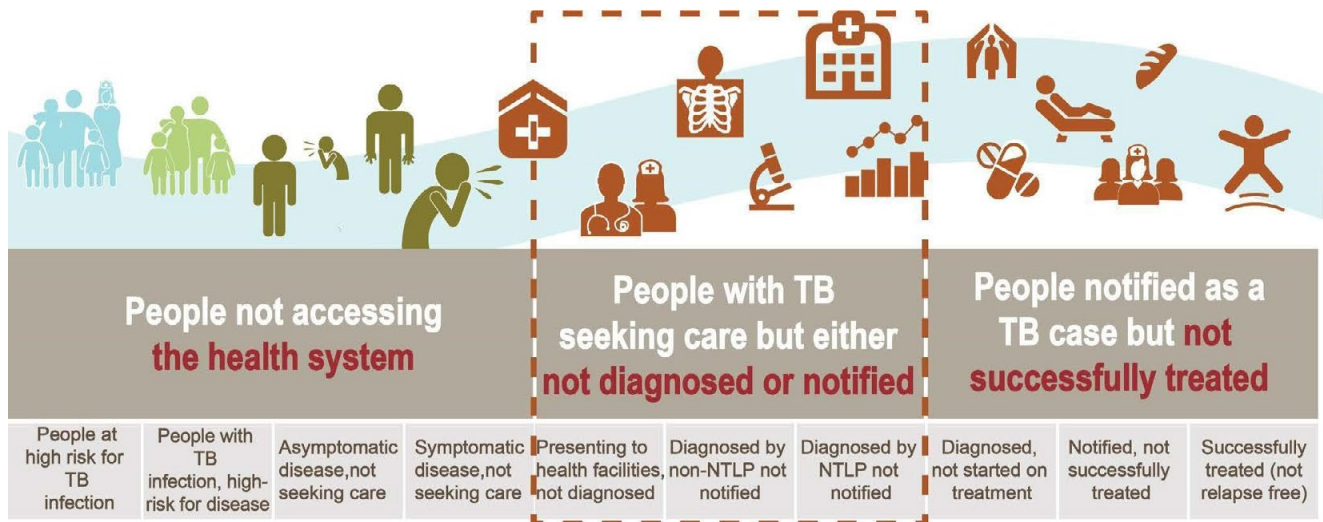 People not accessing
the health system
People with TB
seeking care but either
not diagnosed or notified
People notified as a
TB case but not
successfully treated
People at
high risk for
TB
infection
People with
TB
infection, high-
risk for disease
Asymptomatic
disease,not
seeking care
Symptomatic
disease,not
seeking care
Presenting to
health facilities,
not diagnosed
Diagnosed by
non-NTLP not
notified
Diagnosed by
NTLP not
notified
Diagnosed,
not started on
treatment
Notified, not
successfully
treated
Successfully
treated (not
relapse free)